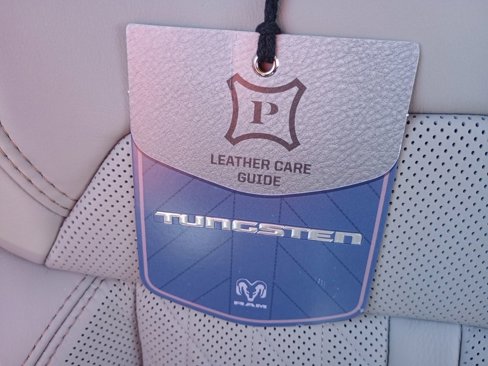 P
LEATHER CARE
GUIDE
TUNGSTEN
RAM